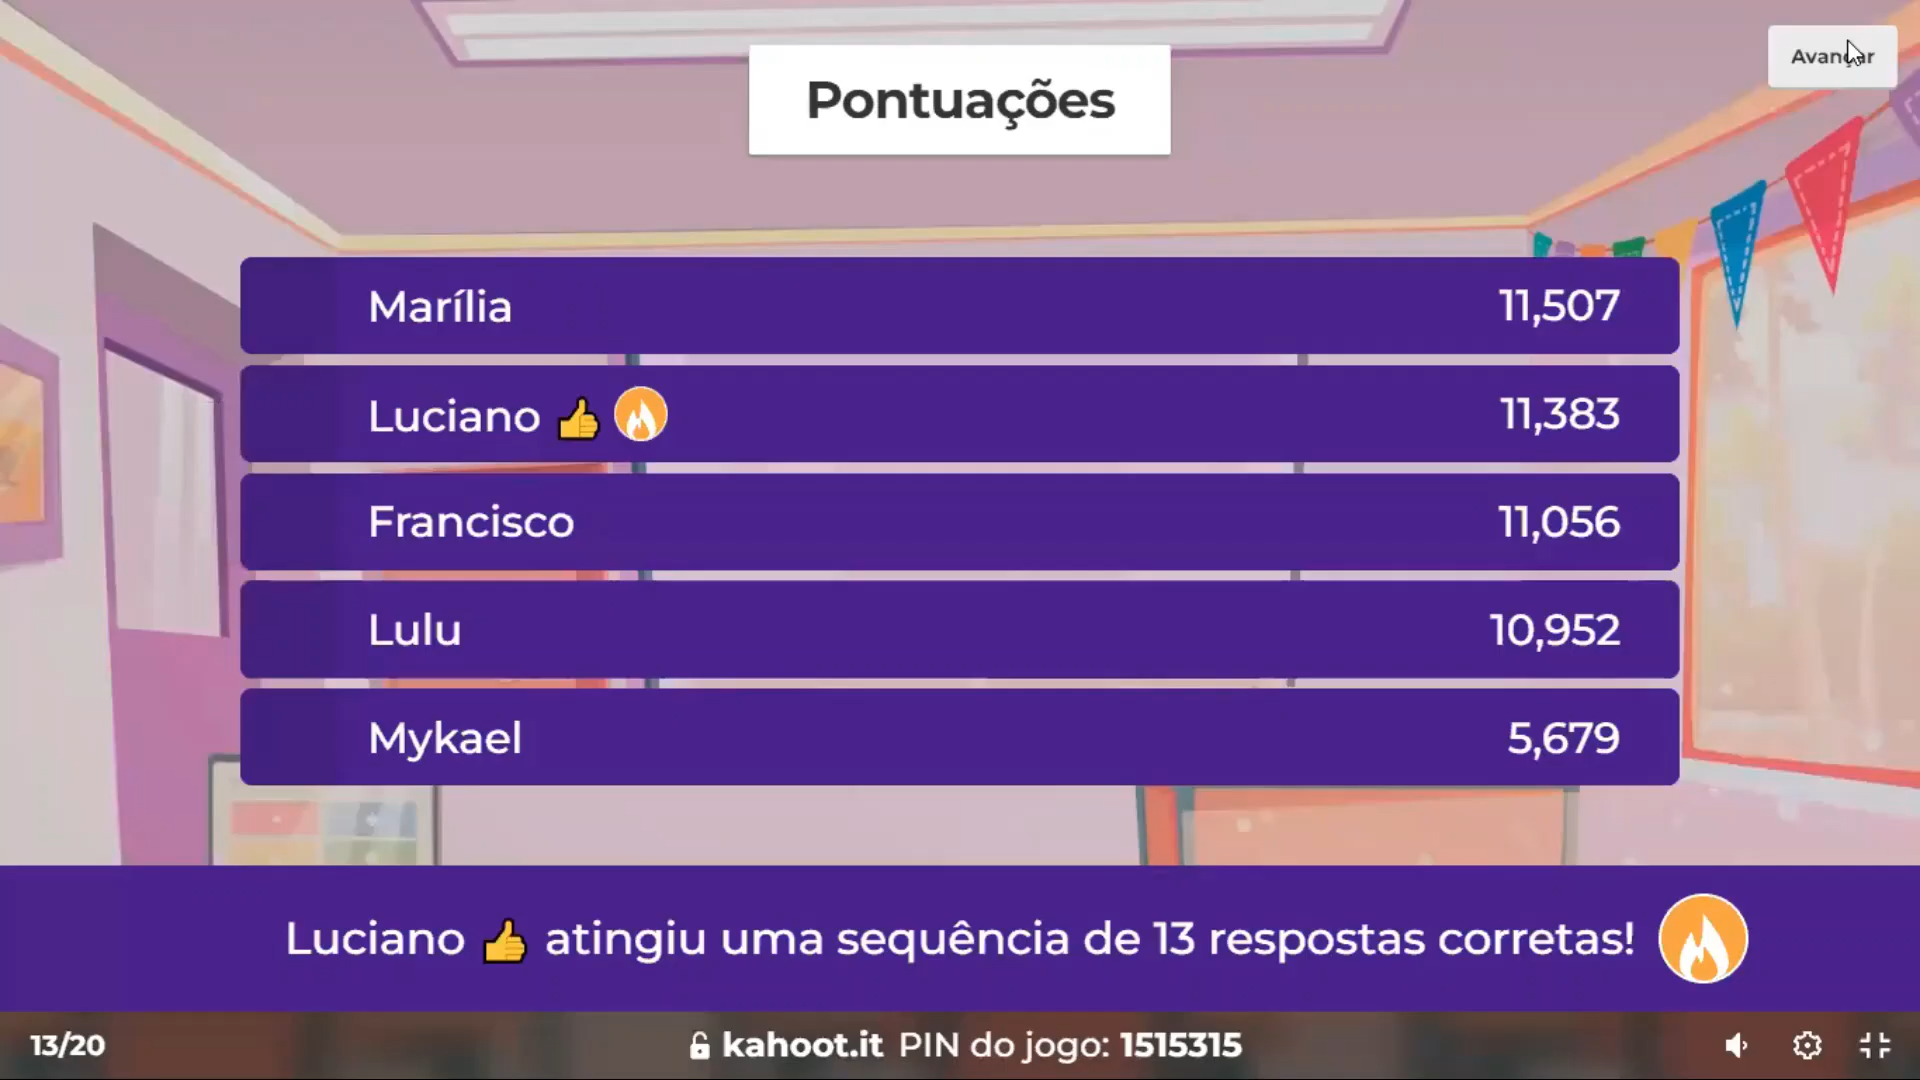 Avançar
Pontuações
Marília 11,507
Luciano 👍 11,383
Francisco 11,056
Lulu 10,952
Mykael 5,679
Luciano 👍 atingiu uma sequência de 13 respostas corretas!
13/20 kahoot.it PIN do jogo: 1515315